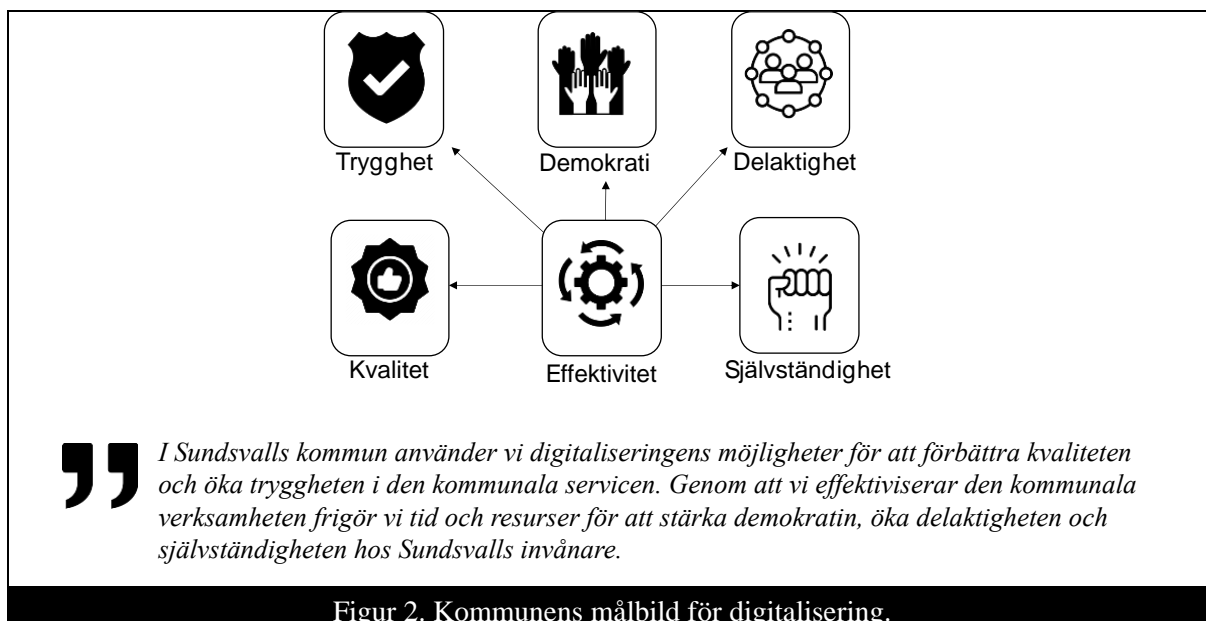 Trygghet Demokrati Delaktighet
Kvalitet Effektivitet Självständighet
I Sundsvalls kommun använder vi digitaliseringens möjligheter för att förbättra kvaliteten
och öka tryggheten i den kommunala servicen. Genom att vi effektiviserar den kommunala
verksamheten frigör vi tid och resurser för att stärka demokratin, öka delaktigheten och
självständigheten hos Sundsvalls invånare.
Figur 2. Kommunens målbild för digitalisering.